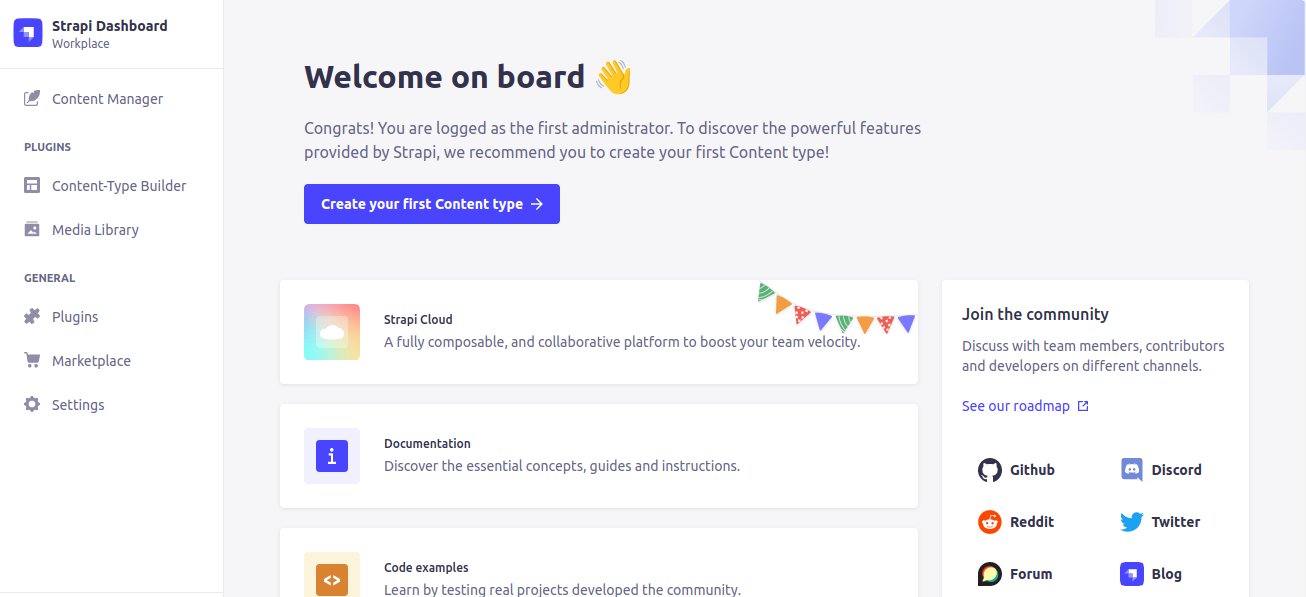 Strapi Dashboard
Workplace
Content Manager
PLUGINS
Content-Type Builder
Media Library
GENERAL
Plugins
Marketplace
Settings
Welcome on board 👋
Congrats! You are logged as the first administrator. To discover the powerful features
provided by Strapi, we recommend you to create your first Content type!
Create your first Content type →
Strapi Cloud
A fully composable, and collaborative platform to boost your team velocity.
Documentation
Discover the essential concepts, guides and instructions.
Code examples
Learn by testing real projects developed the community.
Join the community
Discuss with team members, contributors
and developers on different channels.
See our roadmap
Github
Discord
Reddit
Twitter
Forum
Blog